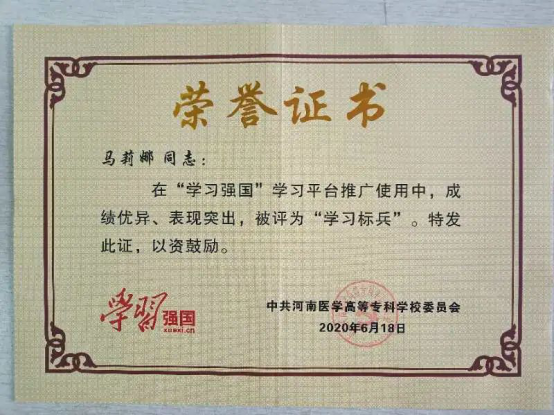 荣誉证书
马莉娜 同志：
在“学习强国”学习平台推广使用中，成
绩优异、表现突出，被评为“学习标兵”。特发
此证，以资鼓励。
学習强国
xuexi.cn
中共河南医学高等专科学校委员会
2020年6月18日